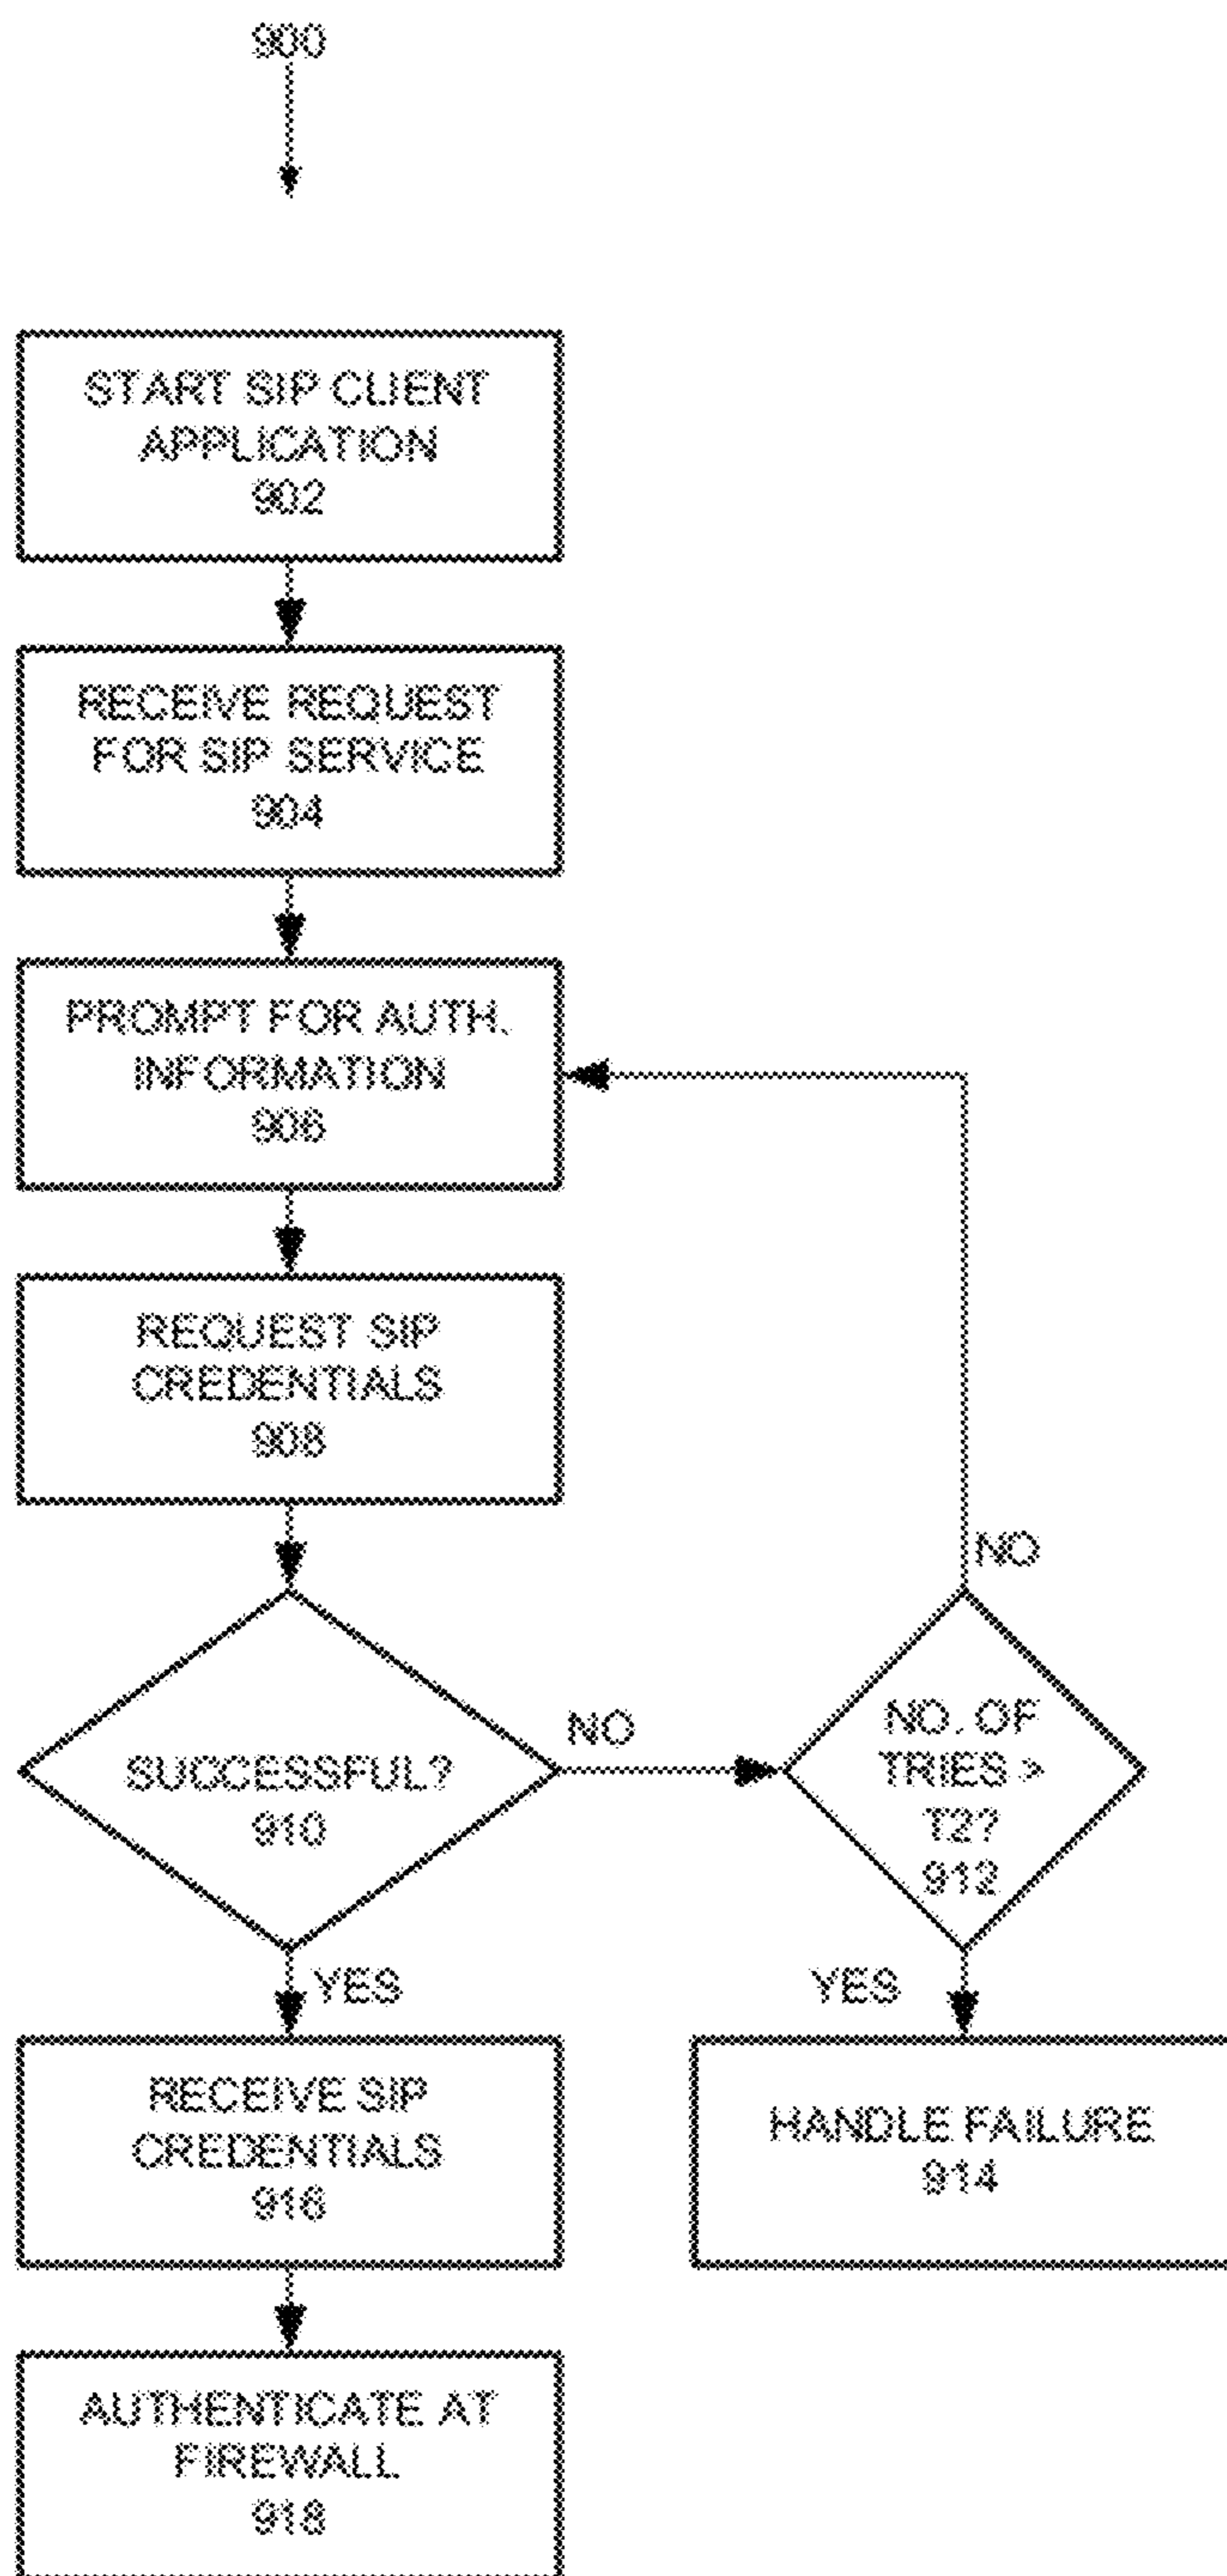 900
START SIP CLIENT
APPLICATION
902
RECEIVE REQUEST
FOR SIP SERVICE
904
PROMPT FOR AUTH.
INFORMATION
906
REQUEST SIP
CREDENTIALS
908
NO
SUCCESSFUL?
910
NO
NO. OF
TRIES >
T2?
912
YES
YES
RECEIVE SIP
CREDENTIALS
916
HANDLE FAILURE
914
AUTHENTICATE AT
FIREWALL
918